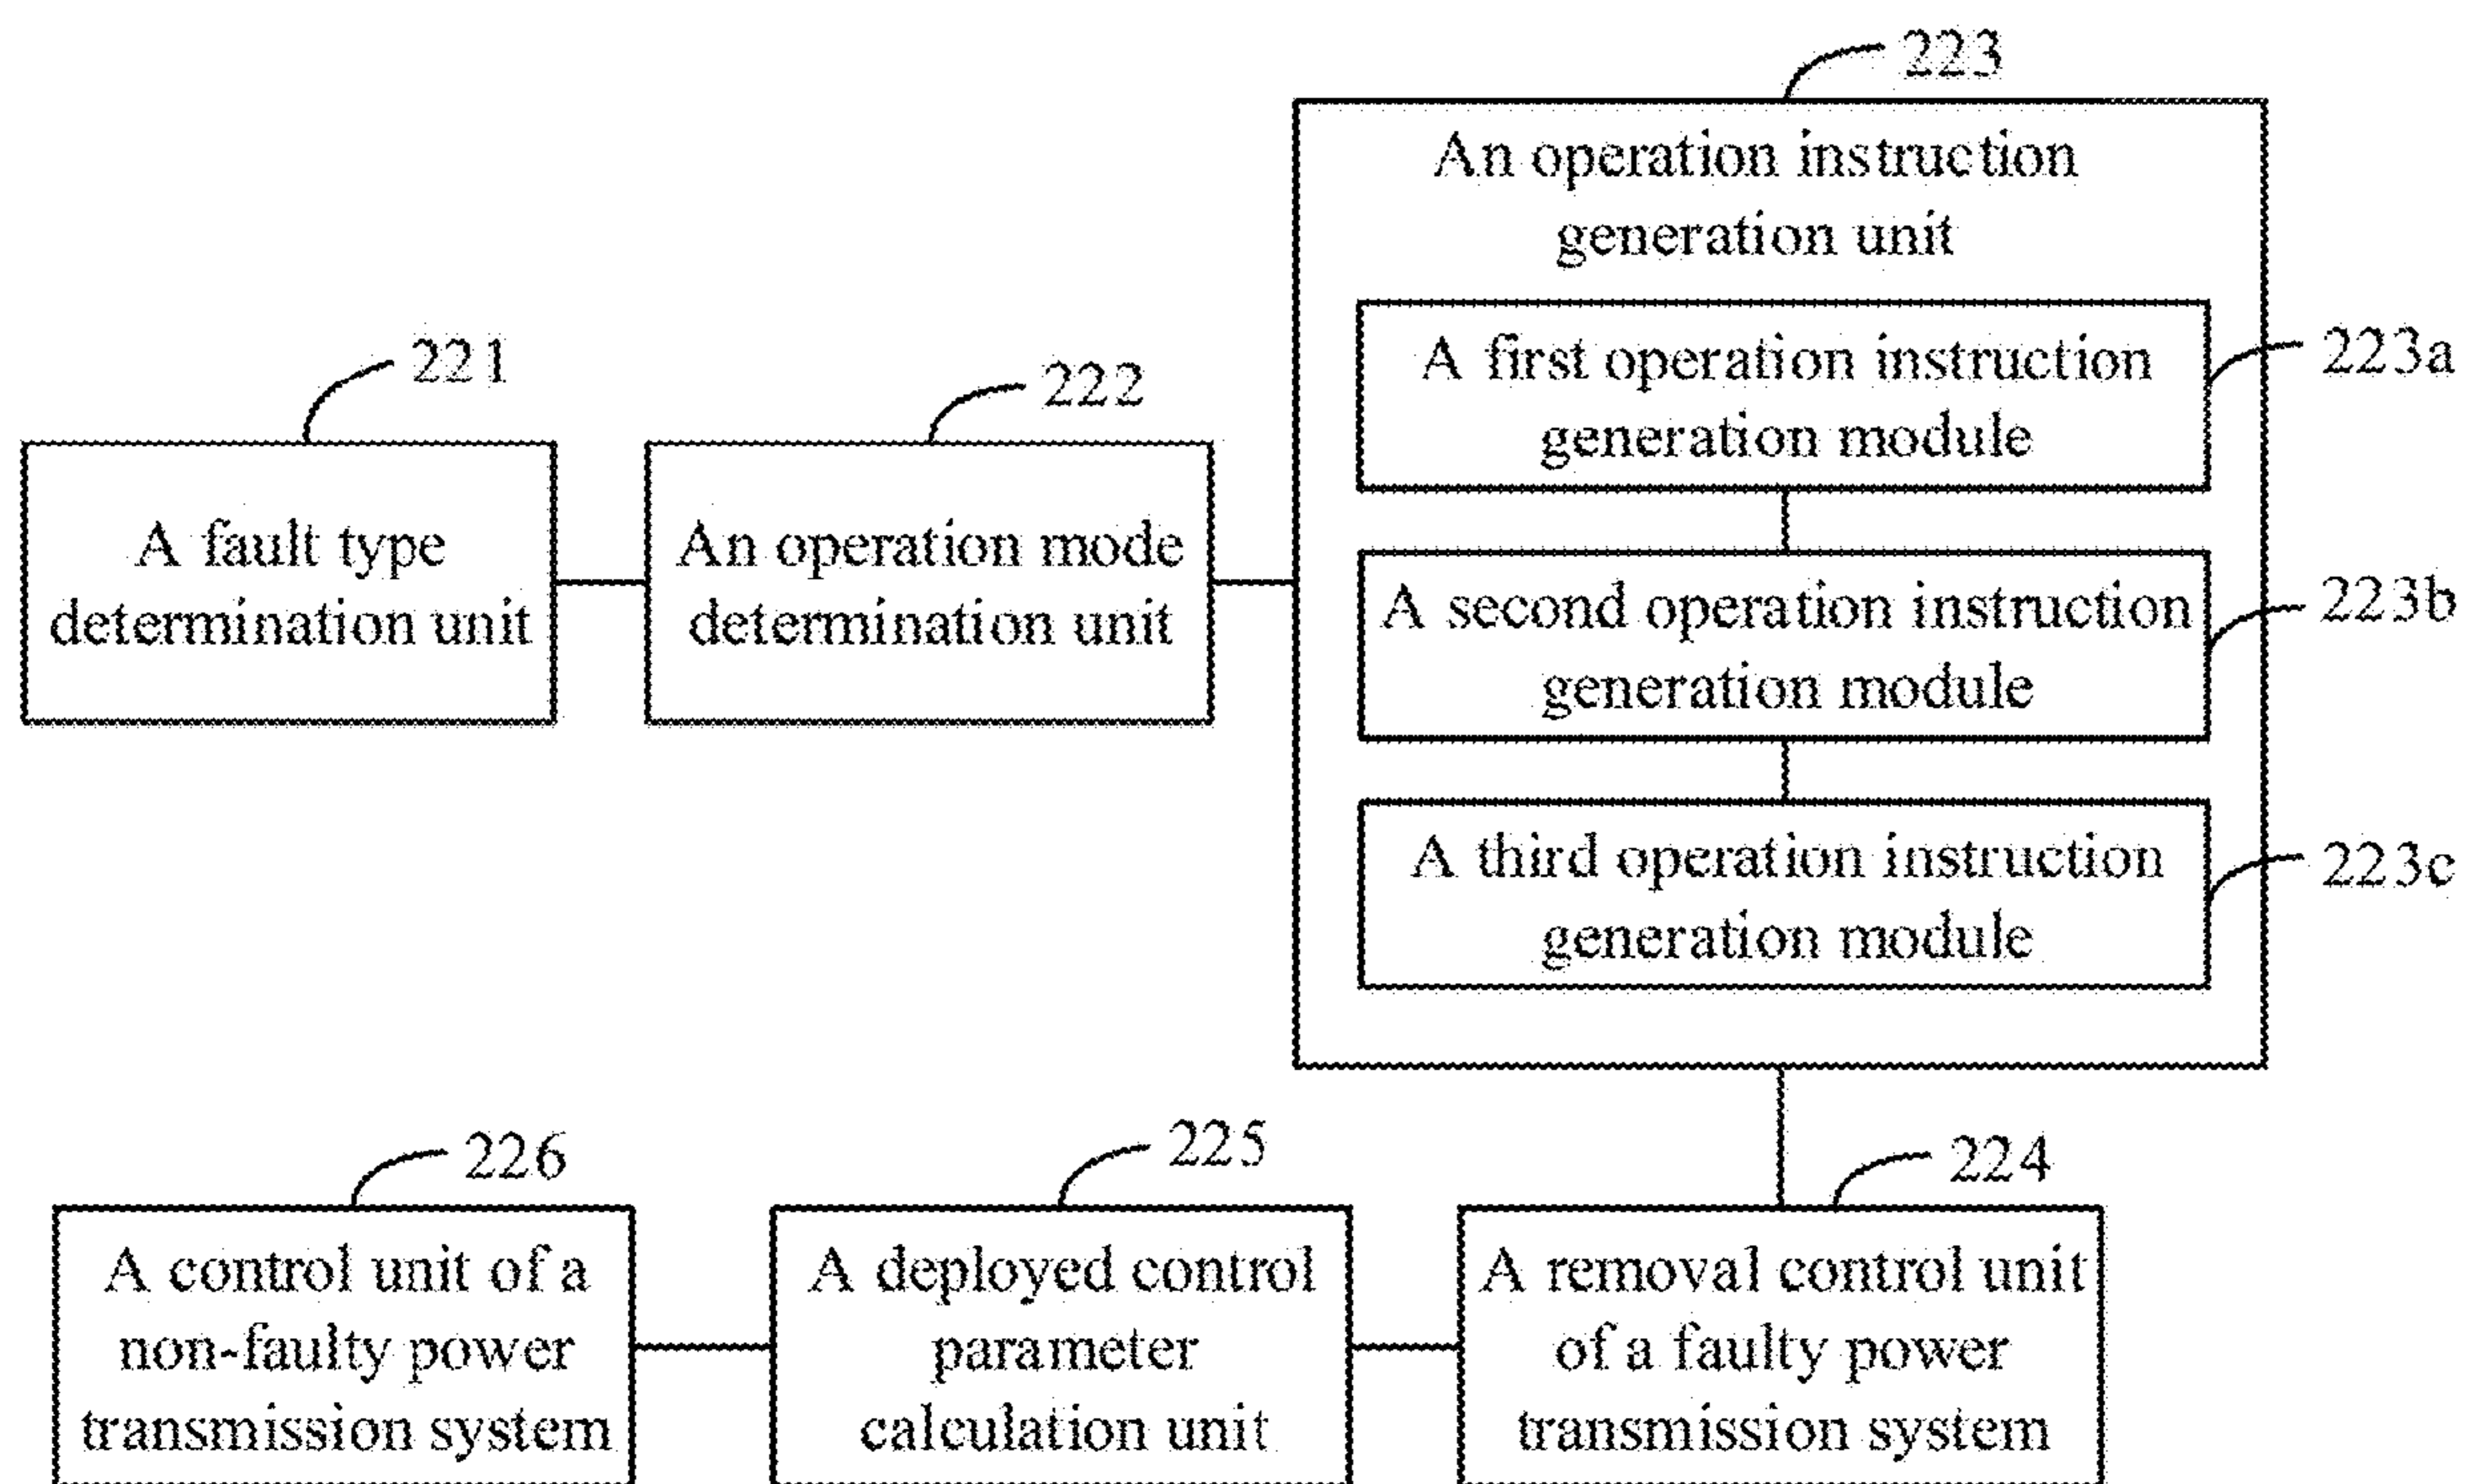 223
An operation instruction
generation unit
A first operation instruction
generation module
223a
A second operation instruction
generation module
223b
A third operation instruction
generation module
223c
221
A fault type
determination unit
222
An operation mode
determination unit
226
A control unit of a
non-faulty power
transmission system
225
A deployed control
parameter
calculation unit
224
A removal control unit
of a faulty power
transmission system